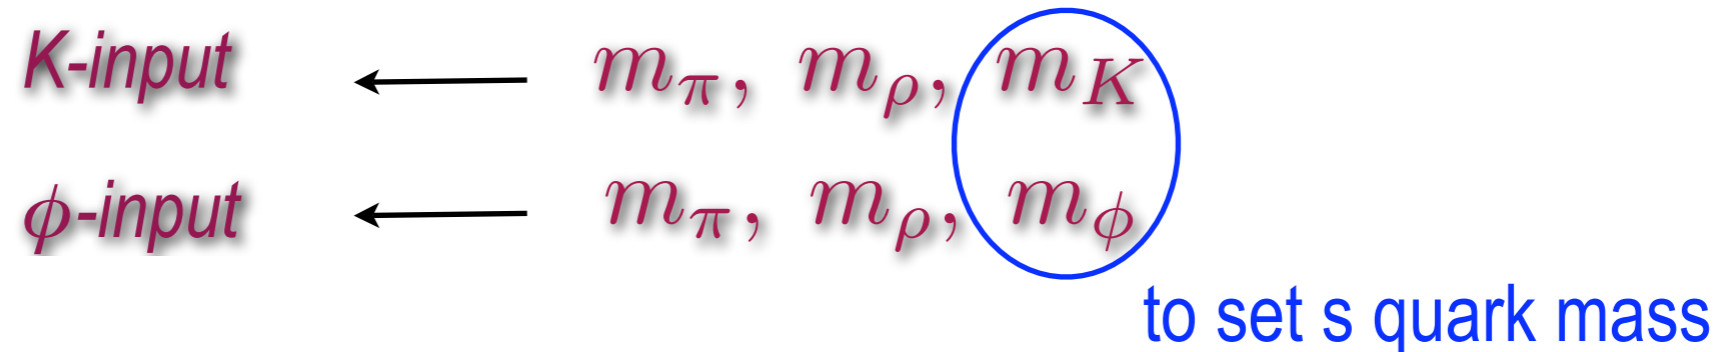 K-input ← m_π, m_ρ, m_K
ϕ-input ← m_π, m_ρ, m_ϕ
to set s quark mass